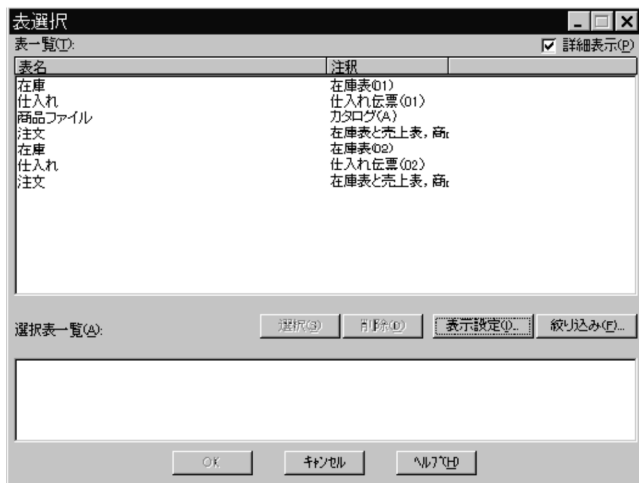 表選択
表一覧(T):
詳細表示(P)
表名 注釈
在庫 在庫表(01)
仕入れ 仕入れ伝票(01)
商品ファイル カタログ(A)
注文 在庫表と売上表, 商
在庫 在庫表(02)
仕入れ 仕入れ伝票(02)
注文 在庫表と売上表, 商
選択表一覧(A):
選択(S) 削除(D) 表示設定(I)... 絞り込み(F)...
OK キャンセル ヘルプ(H)